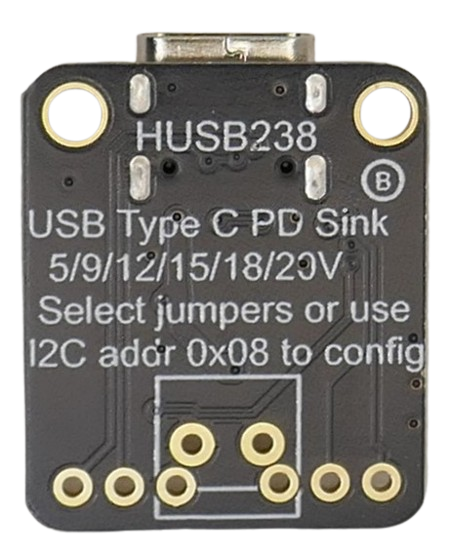 HUSB238
B
USB Type C PD Sink
5/9/12/15/18/20V
Select jumpers or use
I2C addr 0x08 to config